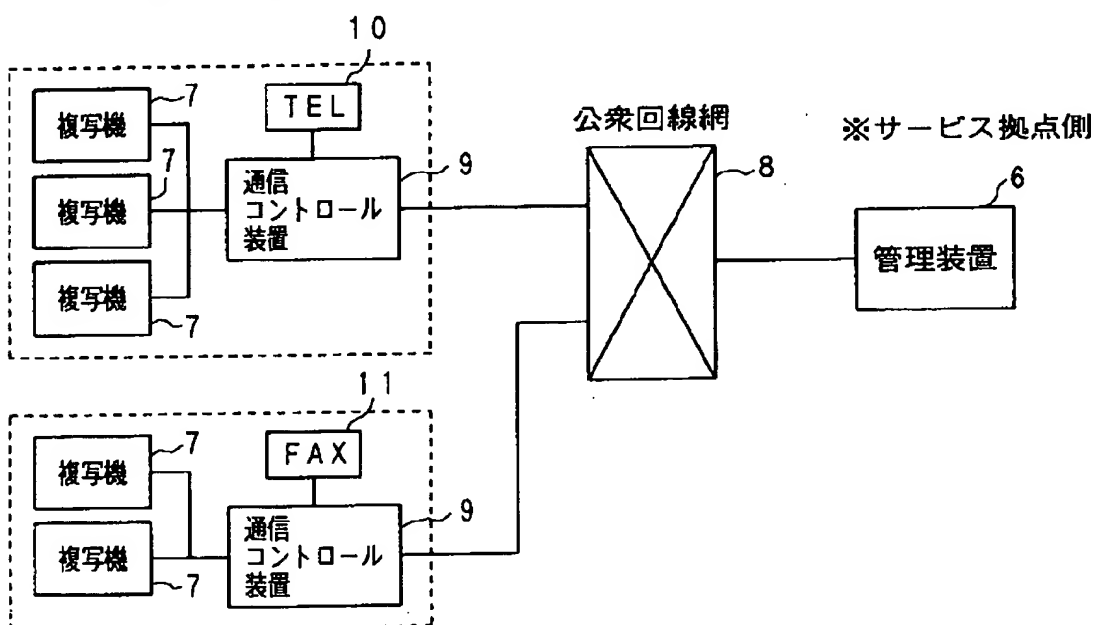 10
TEL
複写機
7
複写機
7
複写機
7
通信
コントロール
装置
9
公衆回線網
8
※サービス拠点側
6
管理装置
11
FAX
複写機
7
複写機
7
通信
コントロール
装置
9